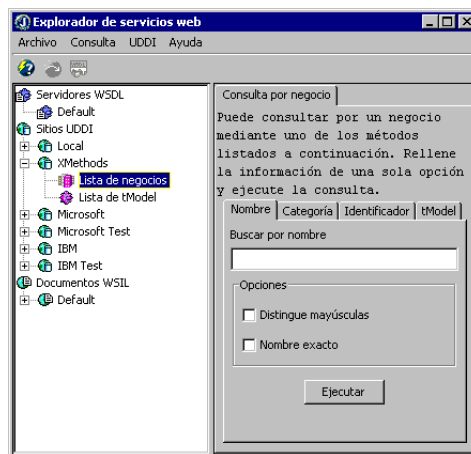 Explorador de servicios web
Archivo Consulta UDDI Ayuda
Servidores WSDL
Default
Sitios UDDI
Local
XMethods
Lista de negocios
Lista de tModel
Microsoft
Microsoft Test
IBM
IBM Test
Documentos WSIL
Default
Consulta por negocio
Puede consultar por un negocio
mediante uno de los métodos
listados a continuación. Rellene
la información de una sola opción
y ejecute la consulta.
Nombre Categoría Identificador tModel
Buscar por nombre
Opciones
Distingue mayúsculas
Nombre exacto
Ejecutar